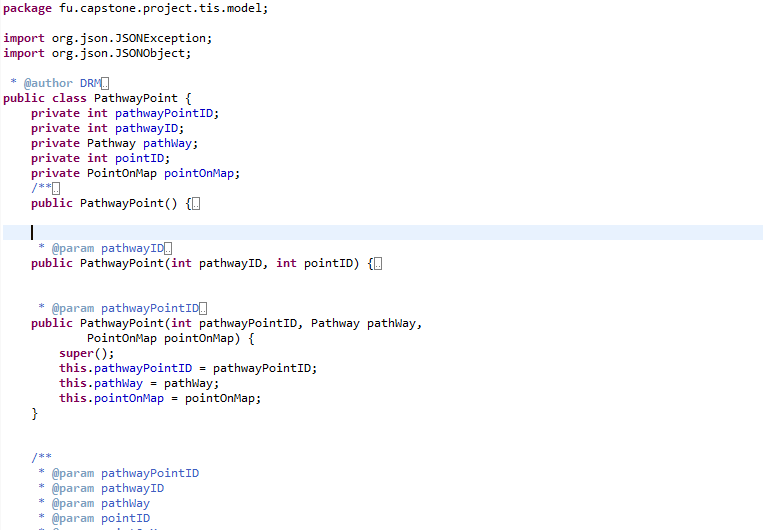 package fu.capstone.project.tis.model;
import org.json.JSONException;
import org.json.JSONObject;
* @author DRM
public class PathwayPoint {
private int pathwayPointID;
private int pathwayID;
private Pathway pathWay;
private int pointID;
private PointOnMap pointOnMap;
/**
public PathwayPoint() {
* @param pathwayID
public PathwayPoint(int pathwayID, int pointID) {
* @param pathwayPointID
public PathwayPoint(int pathwayPointID, Pathway pathWay,
PointOnMap pointOnMap) {
super();
this.pathwayPointID = pathwayPointID;
this.pathWay = pathWay;
this.pointOnMap = pointOnMap;
}
/**
* @param pathwayPointID
* @param pathwayID
* @param pathWay
* @param pointID